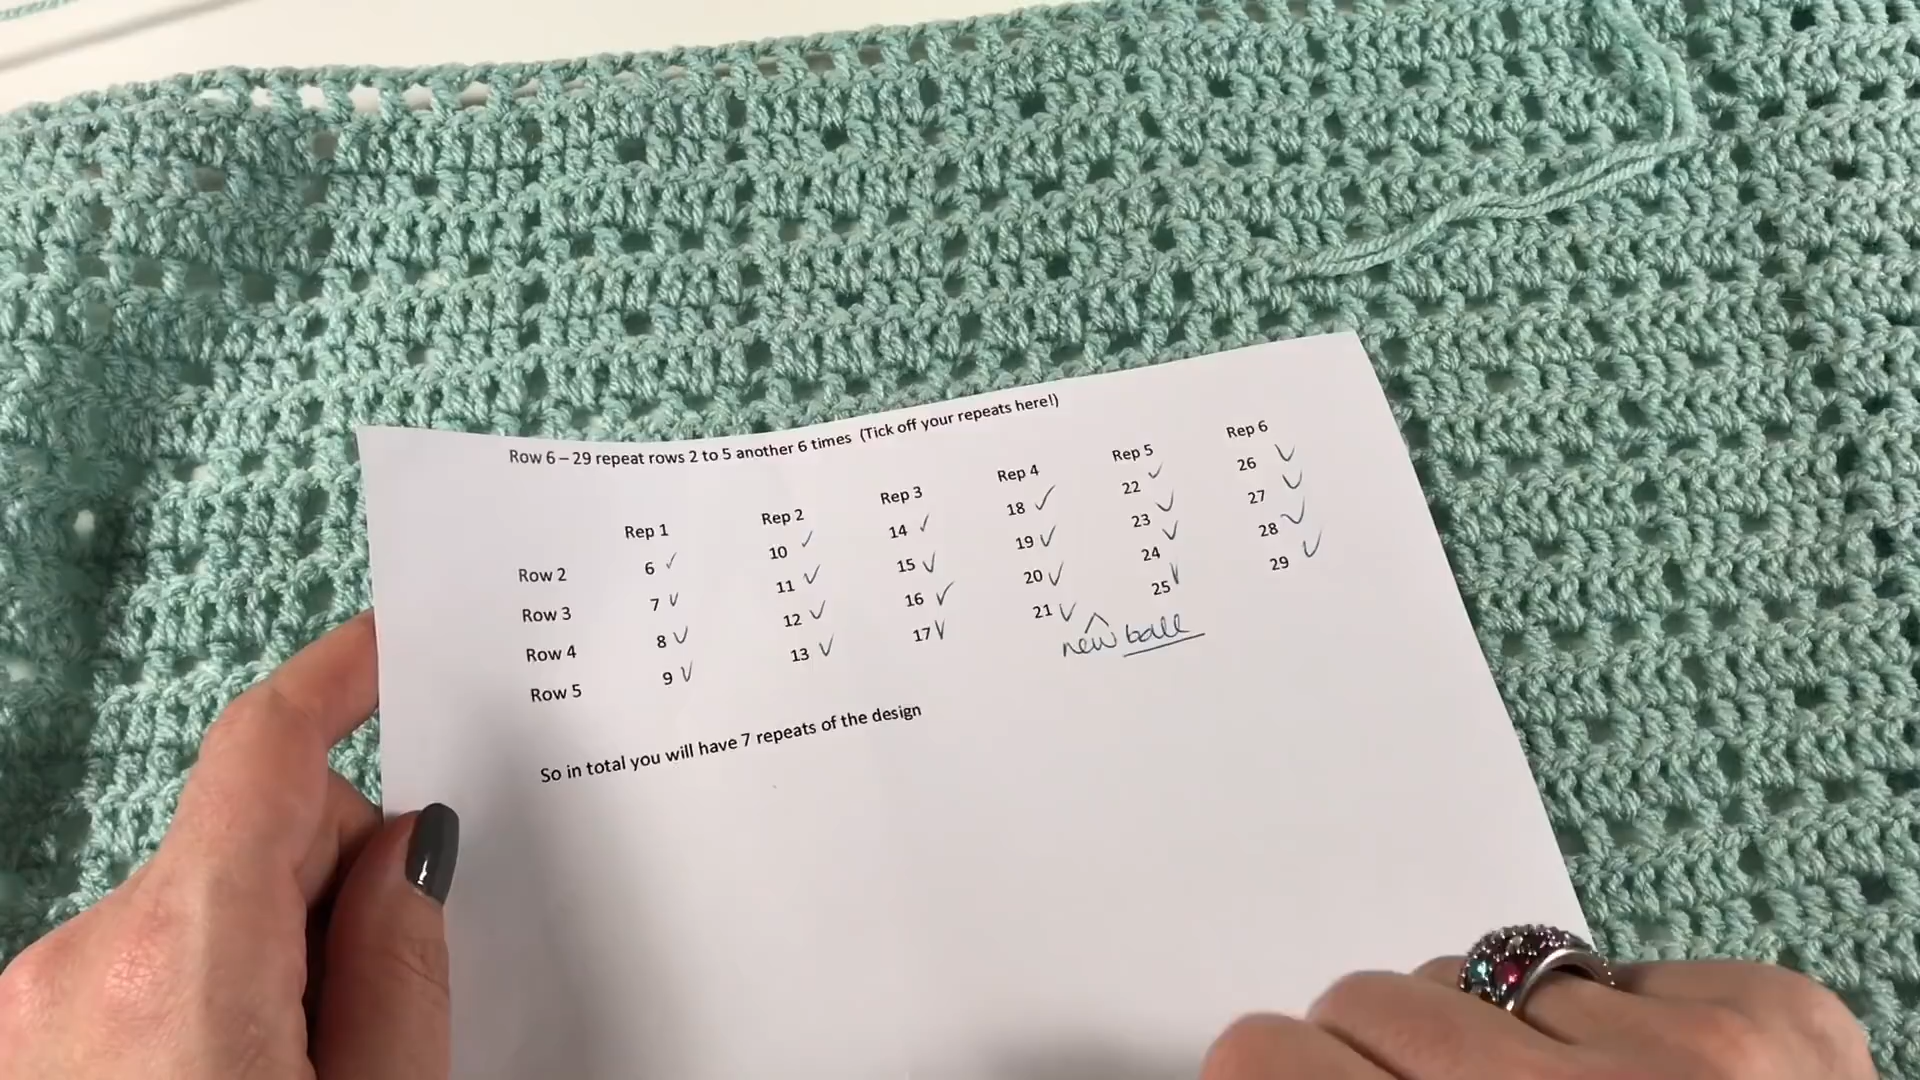 Row 6 – 29 repeat rows 2 to 5 another 6 times (Tick off your repeats here!)
Rep 1 Rep 2 Rep 3 Rep 4 Rep 5 Rep 6
Row 2 6 ✓ 10 ✓ 14 ✓ 18 ✓ 22 ✓ 26 ✓
Row 3 7 ✓ 11 ✓ 15 ✓ 19 ✓ 23 ✓ 27 ✓
Row 4 8 ✓ 12 ✓ 16 ✓ 20 ✓ 24 ✓ 28 ✓
Row 5 9 ✓ 13 ✓ 17 ✓ 21 ✓ 25 ✓ 29 ✓
new ball
So in total you will have 7 repeats of the design